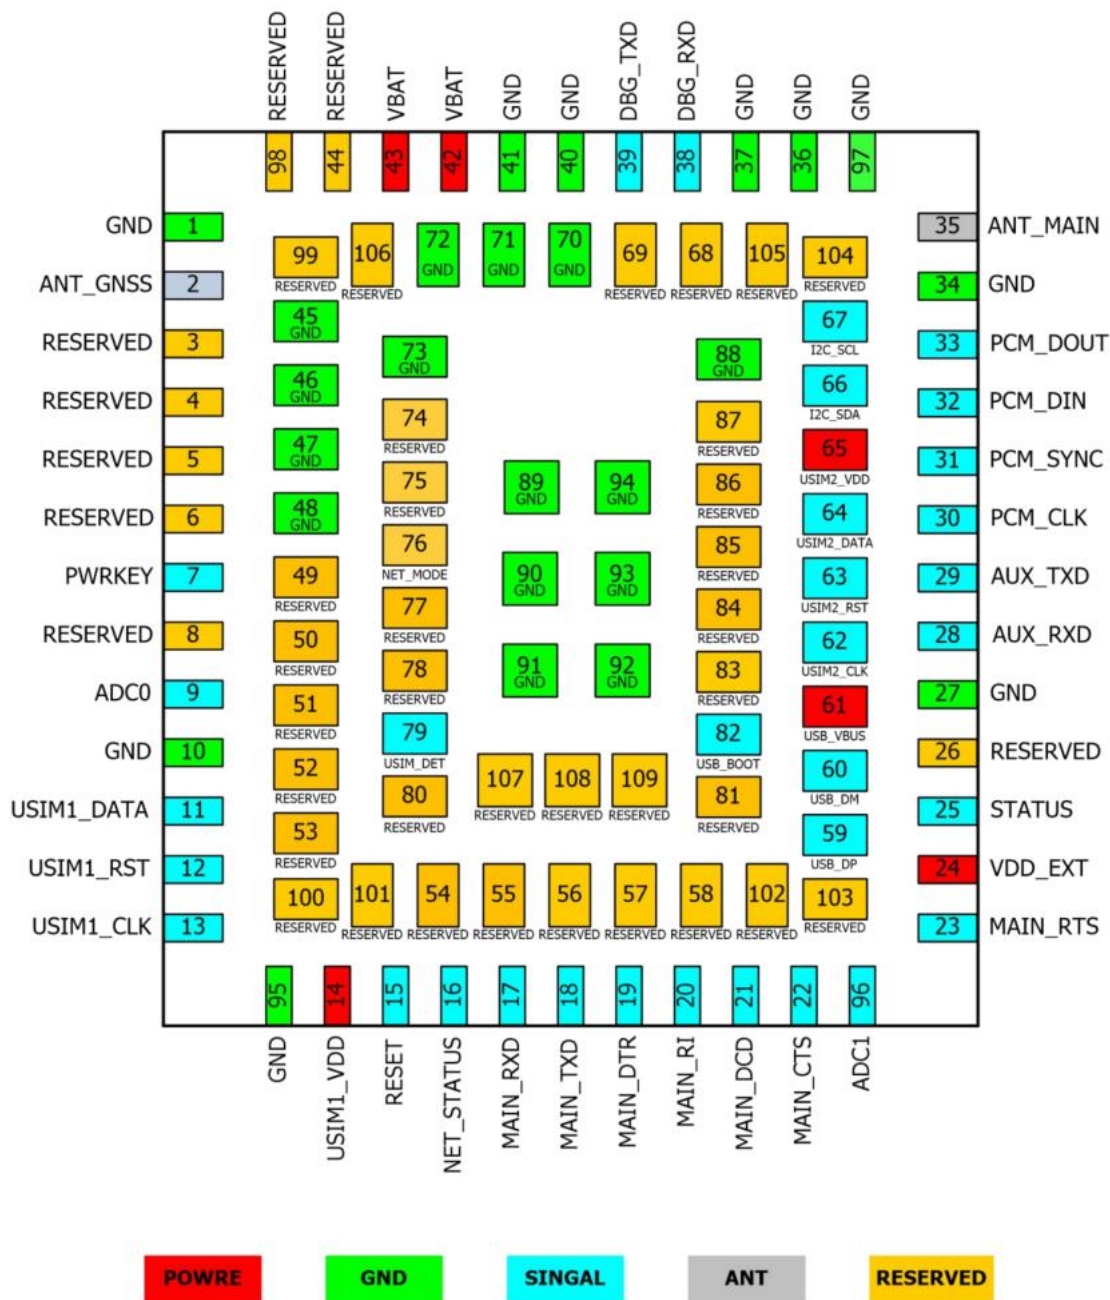 RESERVED RESERVED VBAT VBAT GND GND DBG_TXD DBG_RXD GND GND GND
98 44 43 42 41 40 39 38 37 36 97
GND 1
ANT_GNSS 2
RESERVED 3
RESERVED 4
RESERVED 5
RESERVED 6
PWRKEY 7
RESERVED 8
ADC0 9
GND 10
USIM1_DATA 11
USIM1_RST 12
USIM1_CLK 13
99
RESERVED
45
GND
46
GND
47
GND
48
GND
49
RESERVED
50
RESERVED
51
RESERVED
52
RESERVED
53
RESERVED
100
RESERVED
106
RESERVED
72
GND
71
GND
70
GND
69
RESERVED
68
RESERVED
105
RESERVED
104
RESERVED
73
GND
74
RESERVED
75
RESERVED
76
NET_MODE
77
RESERVED
78
RESERVED
79
USIM_DET
80
RESERVED
89
GND
94
GND
90
GND
93
GND
91
GND
92
GND
107
RESERVED
108
RESERVED
109
RESERVED
88
GND
87
RESERVED
86
RESERVED
85
RESERVED
84
RESERVED
83
RESERVED
82
USB_BOOT
81
RESERVED
67
I2C_SCL
66
I2C_SDA
65
USIM2_VDD
64
USIM2_DATA
63
USIM2_RST
62
USIM2_CLK
61
USB_VBUS
60
USB_DM
59
USB_DP
103
RESERVED
101
RESERVED
54
RESERVED
55
RESERVED
56
RESERVED
57
RESERVED
58
RESERVED
102
RESERVED
35 ANT_MAIN
34 GND
33 PCM_DOUT
32 PCM_DIN
31 PCM_SYNC
30 PCM_CLK
29 AUX_TXD
28 AUX_RXD
27 GND
26 RESERVED
25 STATUS
24 VDD_EXT
23 MAIN_RTS
95 14 15 16 17 18 19 20 21 22 96
GND USIM1_VDD RESET NET_STATUS MAIN_RXD MAIN_TXD MAIN_DTR MAIN_RI MAIN_DCD MAIN_CTS ADC1
POWRE GND SINGAL ANT RESERVED